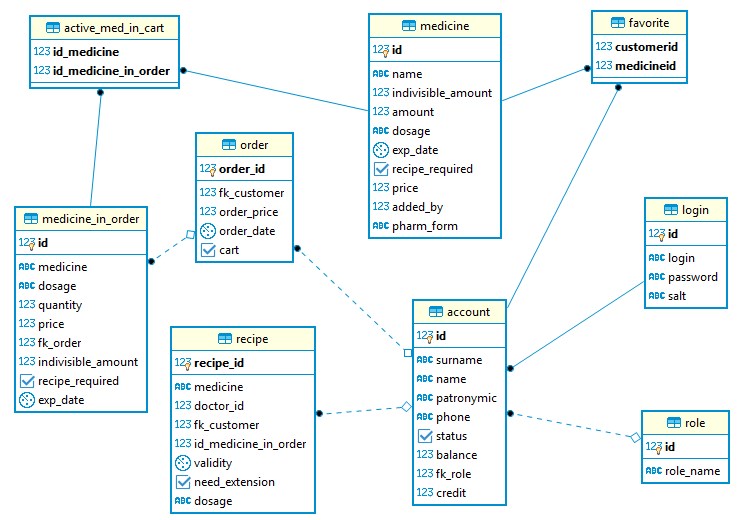 active_med_in_cart
123 id_medicine
123 id_medicine_in_order
medicine
123 id
ABC name
123 indivisible_amount
123 amount
ABC dosage
exp_date
recipe_required
123 price
123 added_by
ABC pharm_form
favorite
123 customerid
123 medicineid
order
123 order_id
123 fk_customer
123 order_price
order_date
cart
medicine_in_order
123 id
ABC medicine
ABC dosage
123 quantity
123 price
123 fk_order
123 indivisible_amount
recipe_required
exp_date
login
123 id
ABC login
ABC password
ABC salt
account
123 id
ABC surname
ABC name
ABC patronymic
ABC phone
status
123 balance
123 fk_role
123 credit
recipe
123 recipe_id
ABC medicine
123 doctor_id
123 fk_customer
123 id_medicine_in_order
validity
need_extension
ABC dosage
role
123 id
ABC role_name